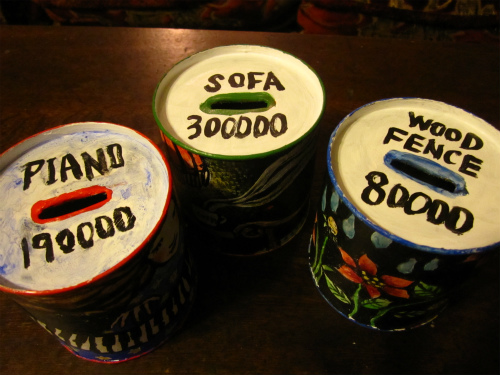 PIANO
190000
SOFA
300000
WOOD
FENCE
80000